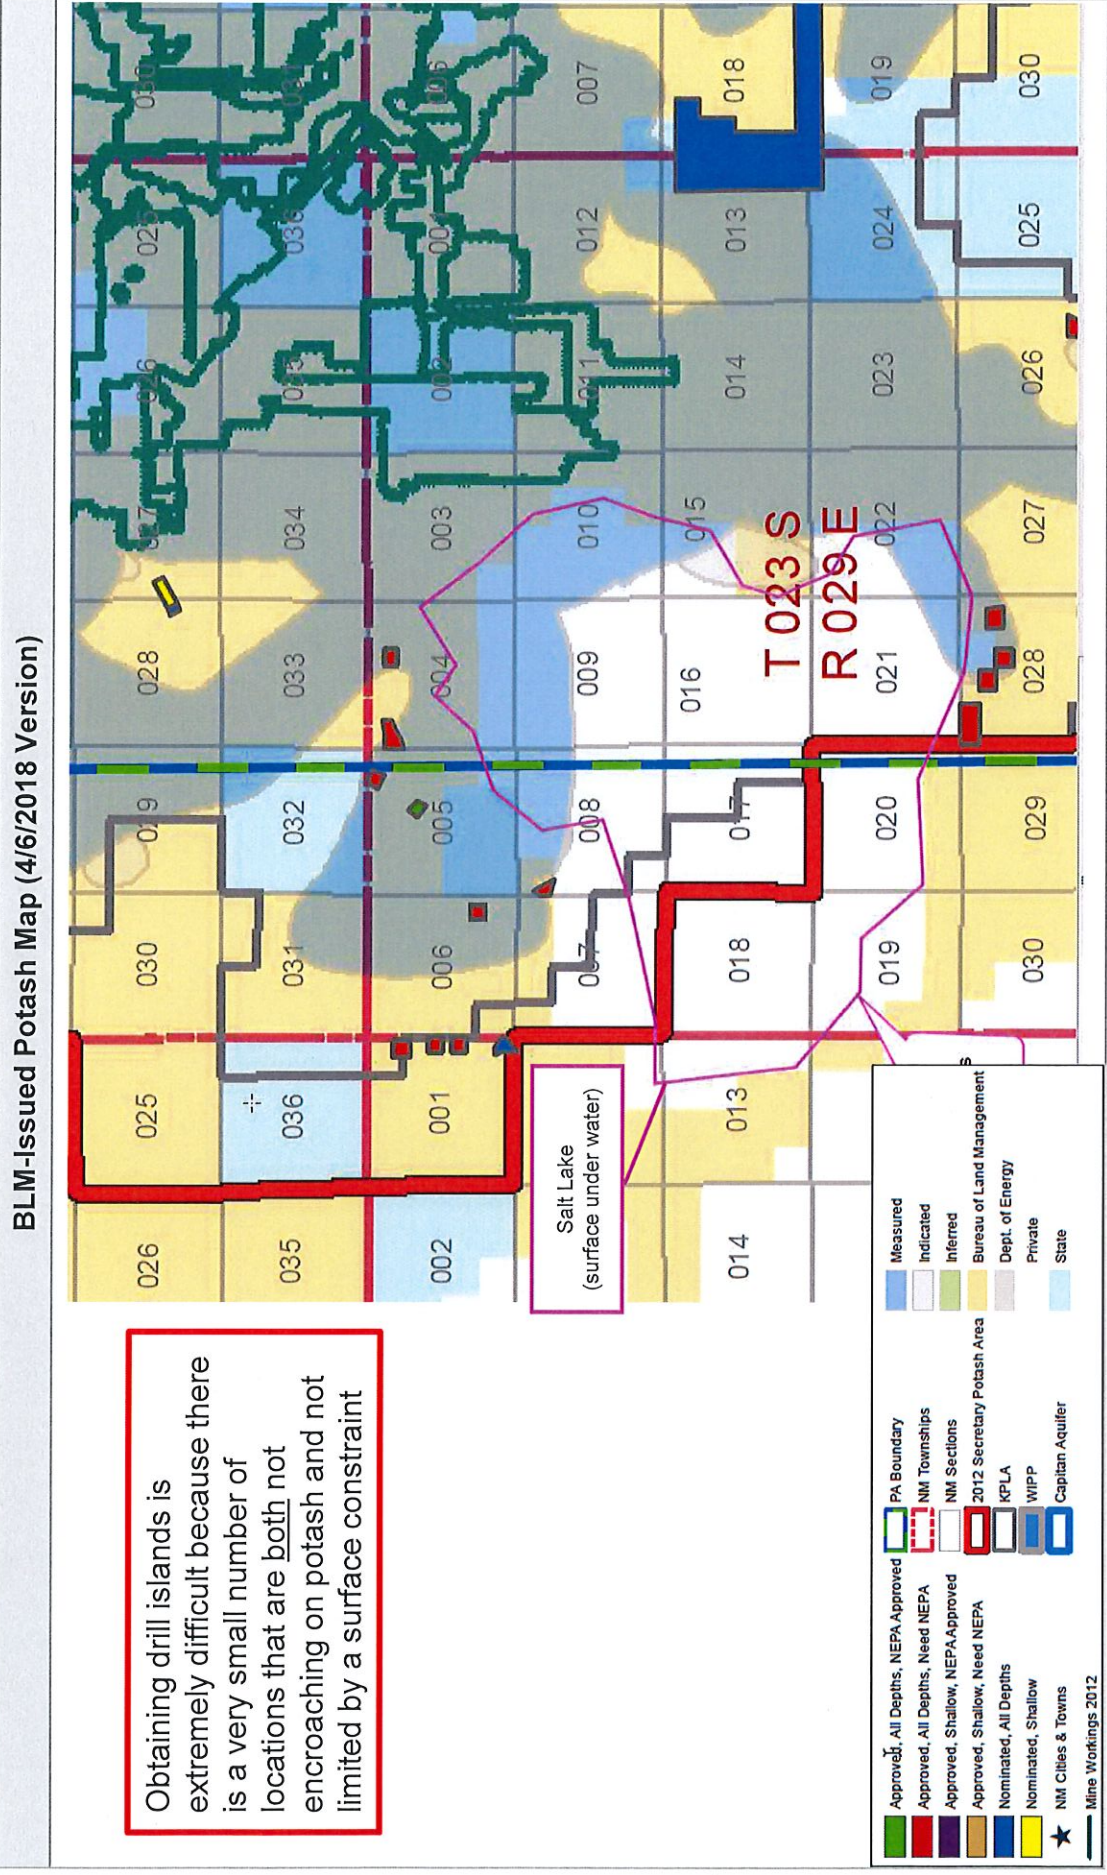 BLM-Issued Potash Map (4/6/2018 Version)
Obtaining drill islands is
extremely difficult because there
is a very small number of
locations that are both not
encroaching on potash and not
limited by a surface constraint
026 025 030 029 028 027 026 025 030
035 036 031 032 033 034 035 036 031
002 001 006 005 004 003 002 001 006
Salt Lake
(surface under water)
007 008 009 010 011 012 007
014 013 018 017 016 015 014 013 018
T 023 S
R 029 E
019 020 021 022 023 024 019
s
030 029 028 027 026 025 030
Approved, All Depths, NEPA Approved
Approved, All Depths, Need NEPA
Approved, Shallow, NEPA Approved
Approved, Shallow, Need NEPA
Nominated, All Depths
Nominated, Shallow
NM Cities & Towns
Mine Workings 2012
PA Boundary
NM Townships
NM Sections
2012 Secretary Potash Area
KPLA
WIPP
Capitan Aquifer
Measured
Indicated
Inferred
Bureau of Land Management
Dept. of Energy
Private
State